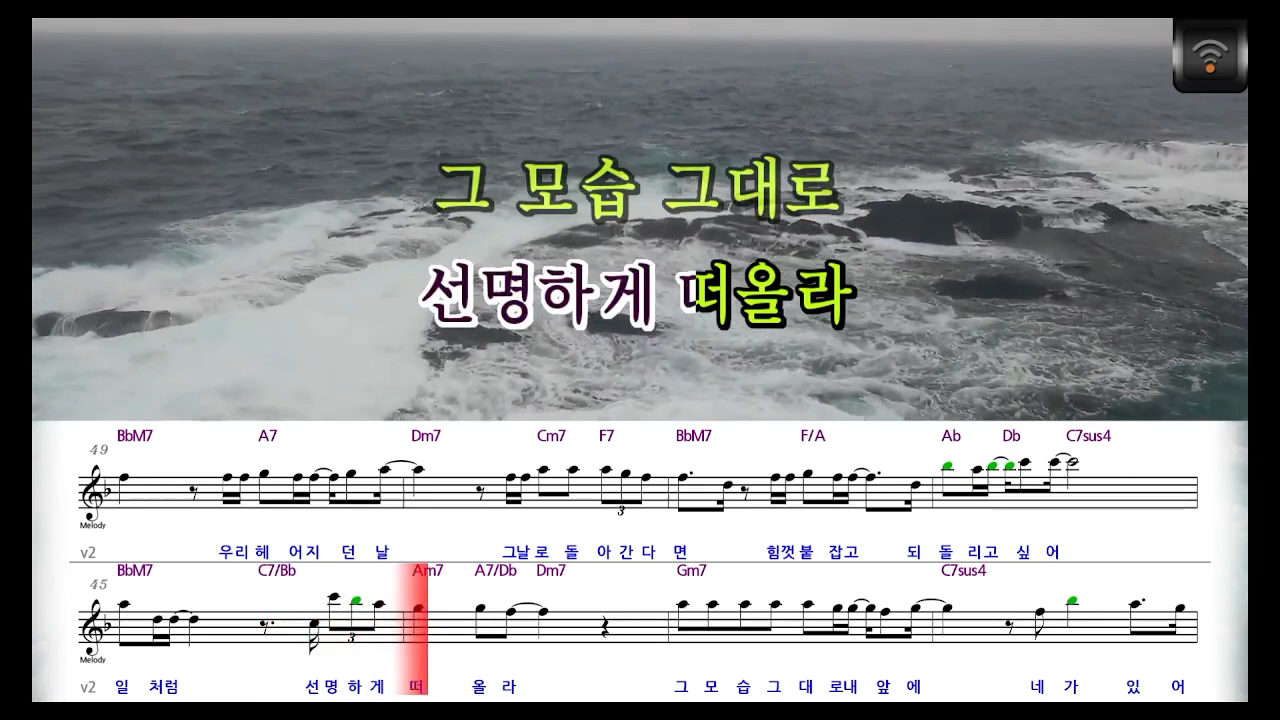 그 모습 그대로
선명하게 떠올라
BbM7 A7 Dm7 Cm7 F7 BbM7 F/A Ab Db C7sus4
49
3
Melody
v2 우리 헤 어지 던 날 그날 로 돌 아 간 다 면 힘껏 붙 잡고 되 돌 리고 싶 어
BbM7 C7/Bb Am7 A7/Db Dm7 Gm7 C7sus4
45
3
Melody
v2 일 처럼 선 명 하 게 떠 올 라 그 모 습 그 대 로내 앞 에 네 가 있 어